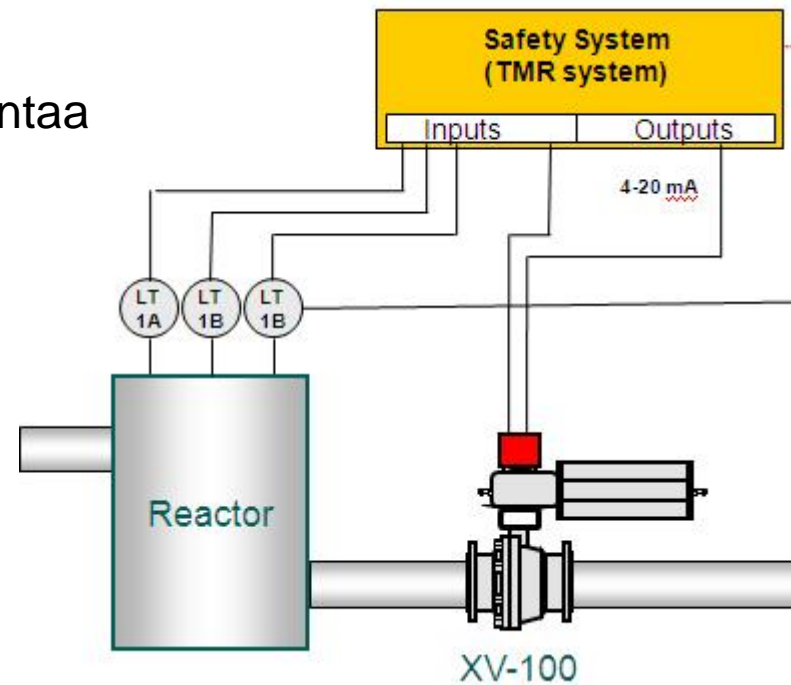 Safety System
(TMR system)
ntaa
Inputs
Outputs
4-20 mA
LT
1A
LT
1B
LT
1B
Reactor
XV-100